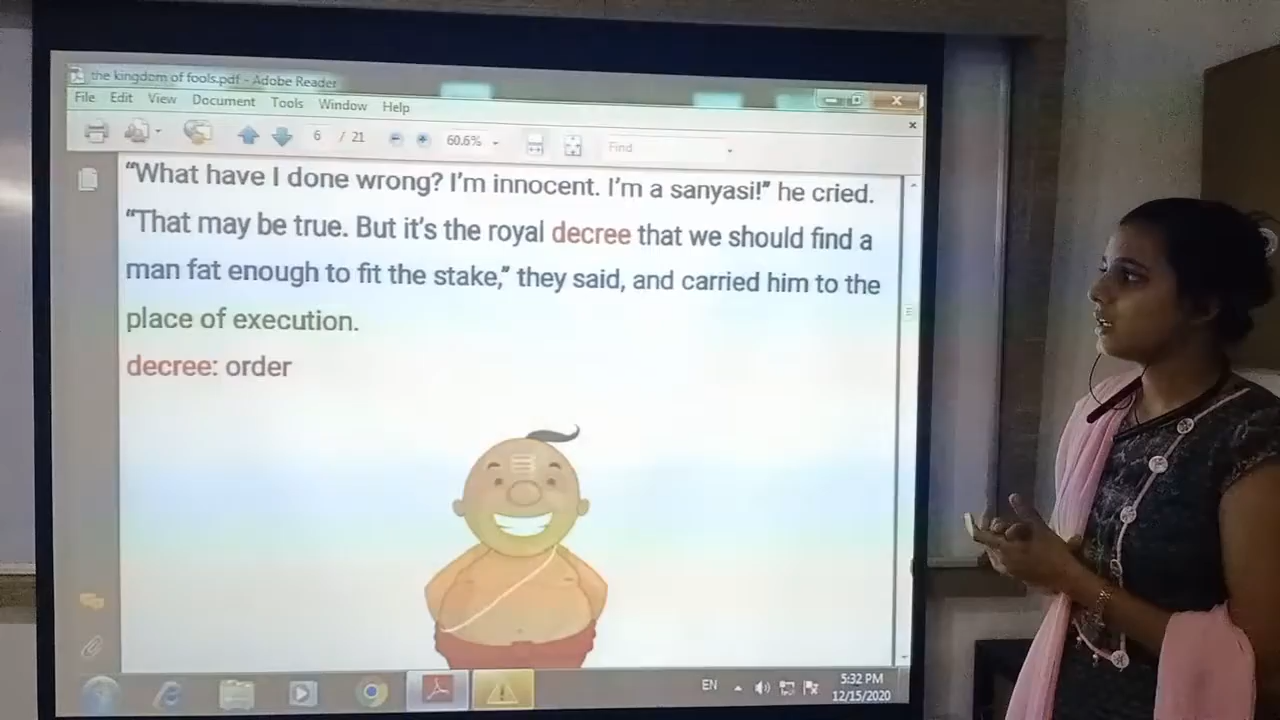 the kingdom of fools.pdf - Adobe Reader
File Edit View Document Tools Window Help
6 / 21 60.6% Find
“What have I done wrong? I’m innocent. I’m a sanyasi!” he cried.
“That may be true. But it’s the royal decree that we should find a
man fat enough to fit the stake,” they said, and carried him to the
place of execution.
decree: order
EN 5:32 PM
12/15/2020